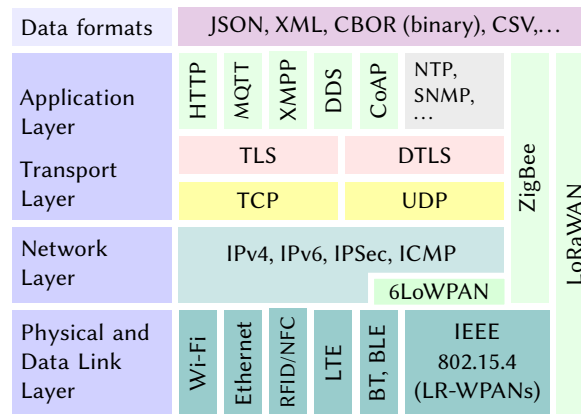 Data formats
JSON, XML, CBOR (binary), CSV,...
Application
Layer
HTTP
MQTT
XMPP
DDS
CoAP
NTP,
SNMP,
...
Transport
Layer
TLS
DTLS
TCP
UDP
ZigBee
LoRaWAN
Network
Layer
IPv4, IPv6, IPSec, ICMP
6LoWPAN
Physical and
Data Link
Layer
Wi-Fi
Ethernet
RFID/NFC
LTE
BT, BLE
IEEE
802.15.4
(LR-WPANs)